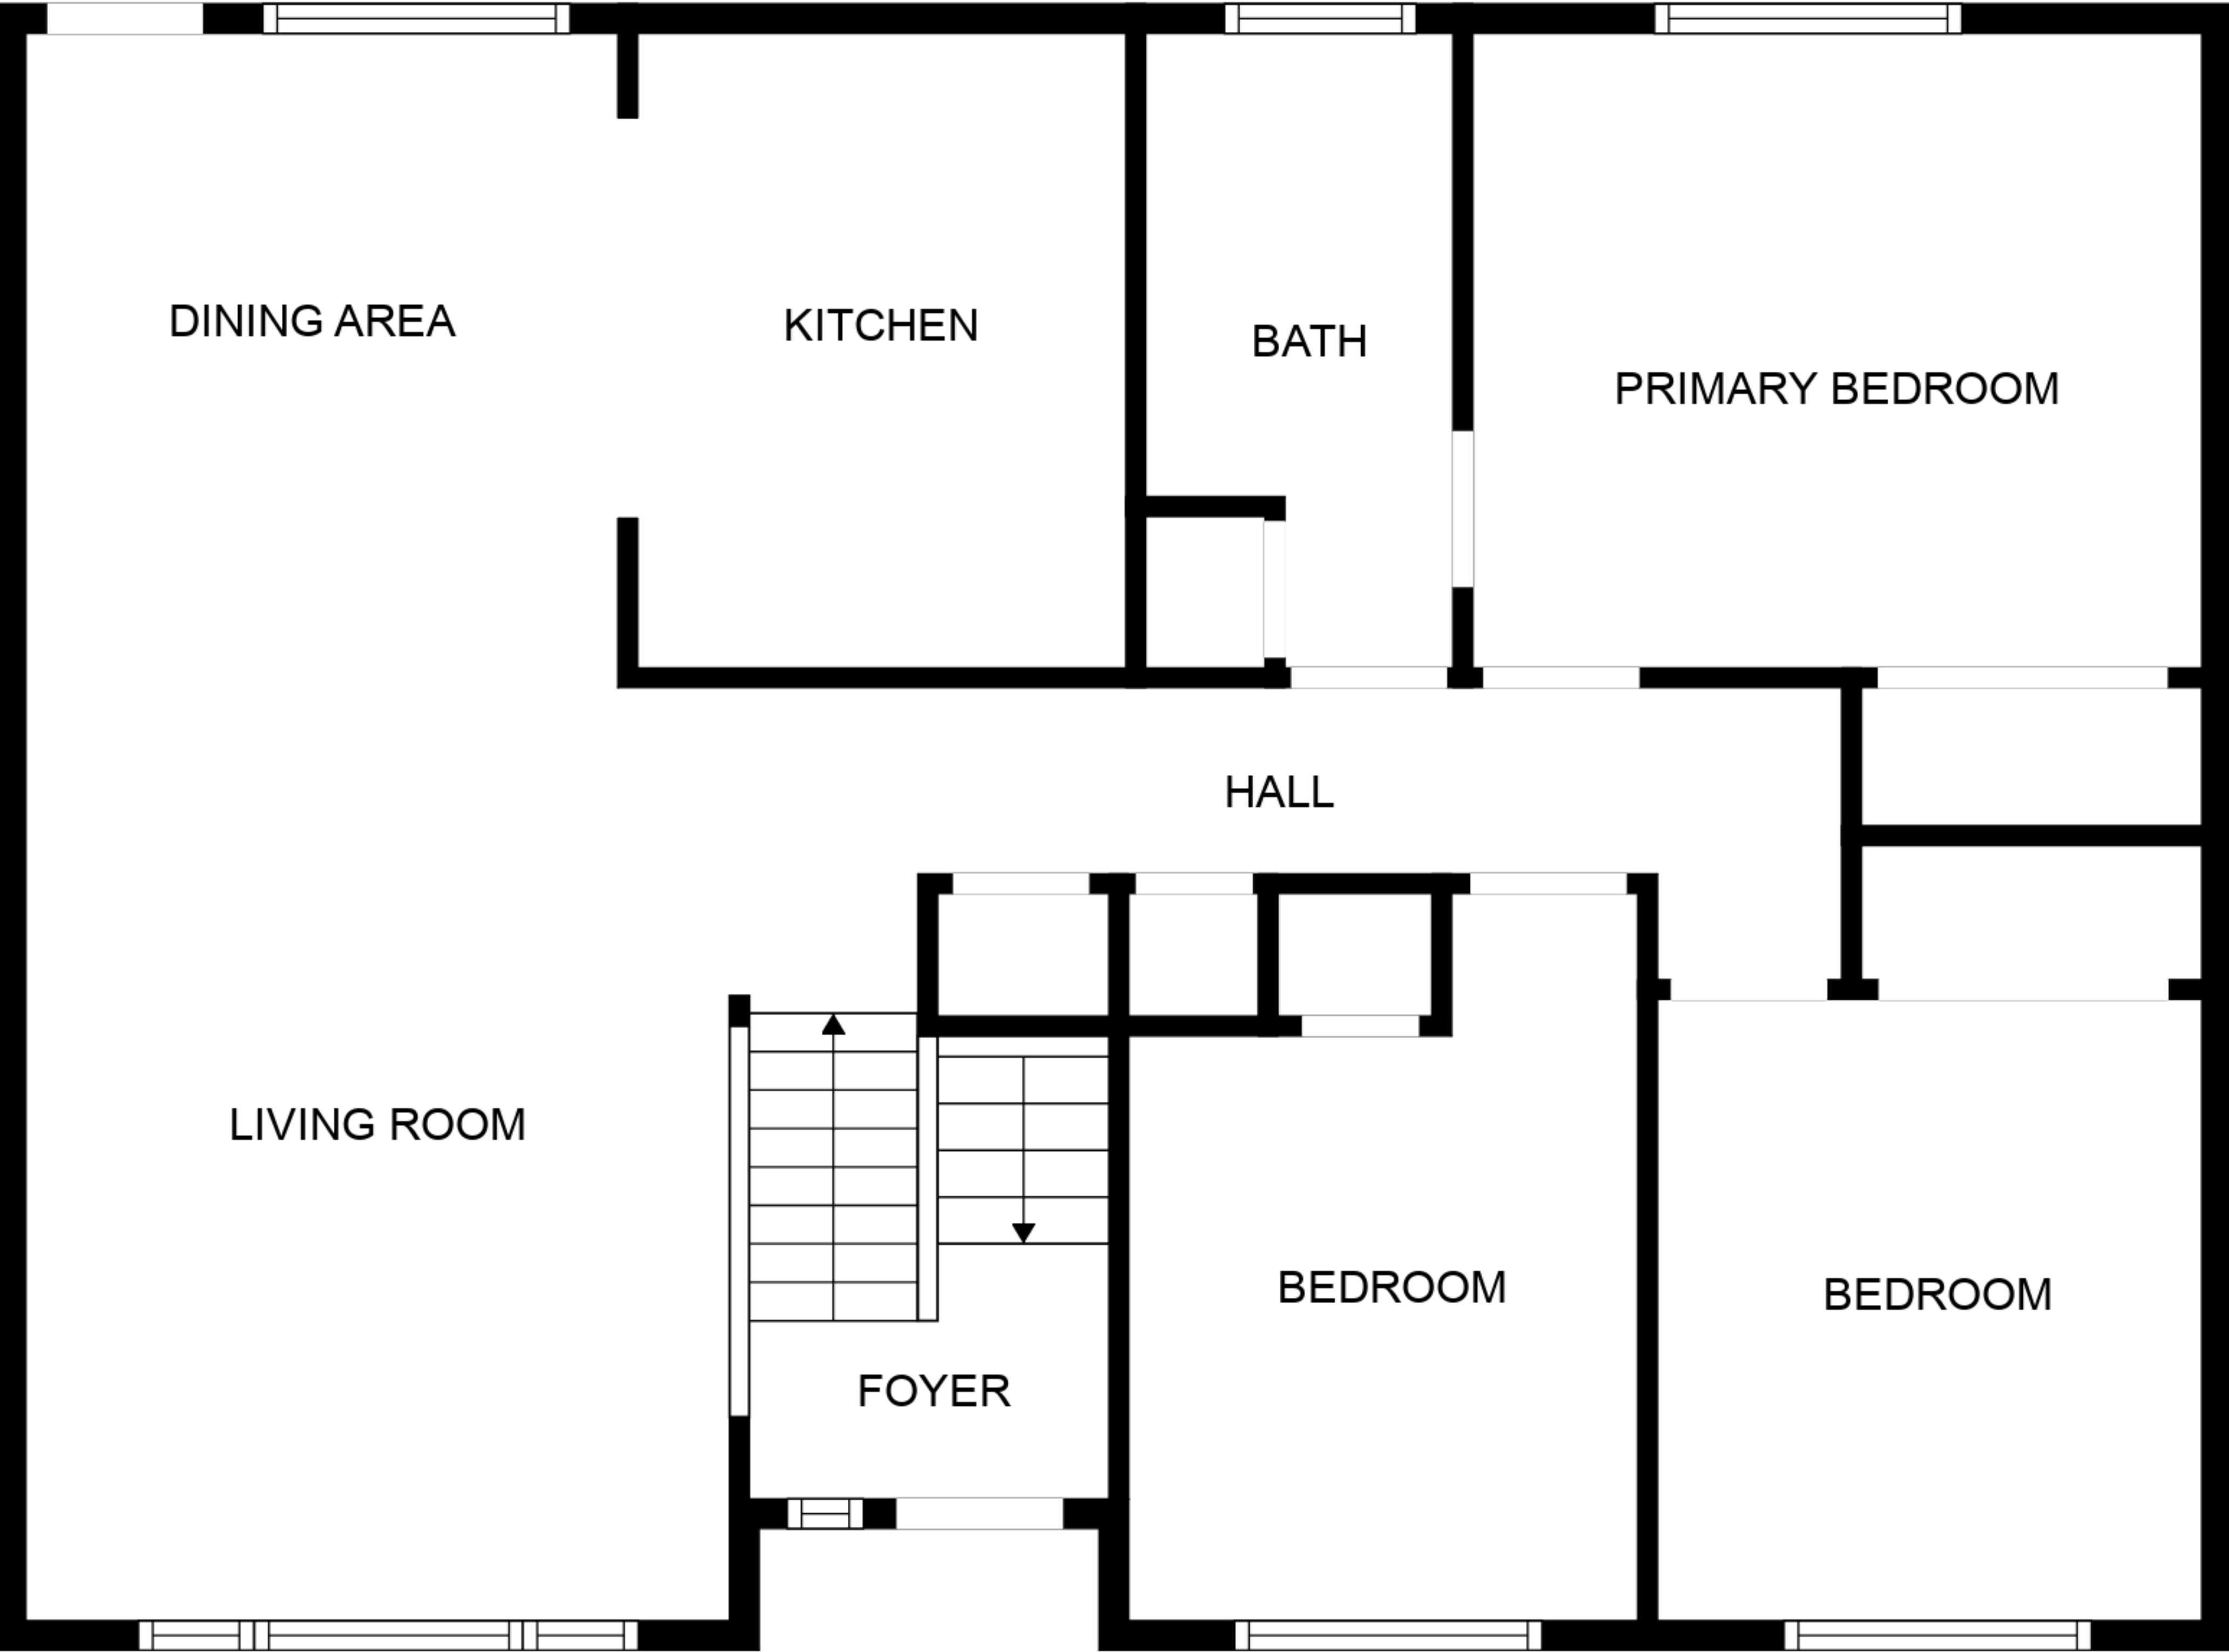 DINING AREA
KITCHEN
BATH
PRIMARY BEDROOM
HALL
LIVING ROOM
BEDROOM
BEDROOM
FOYER